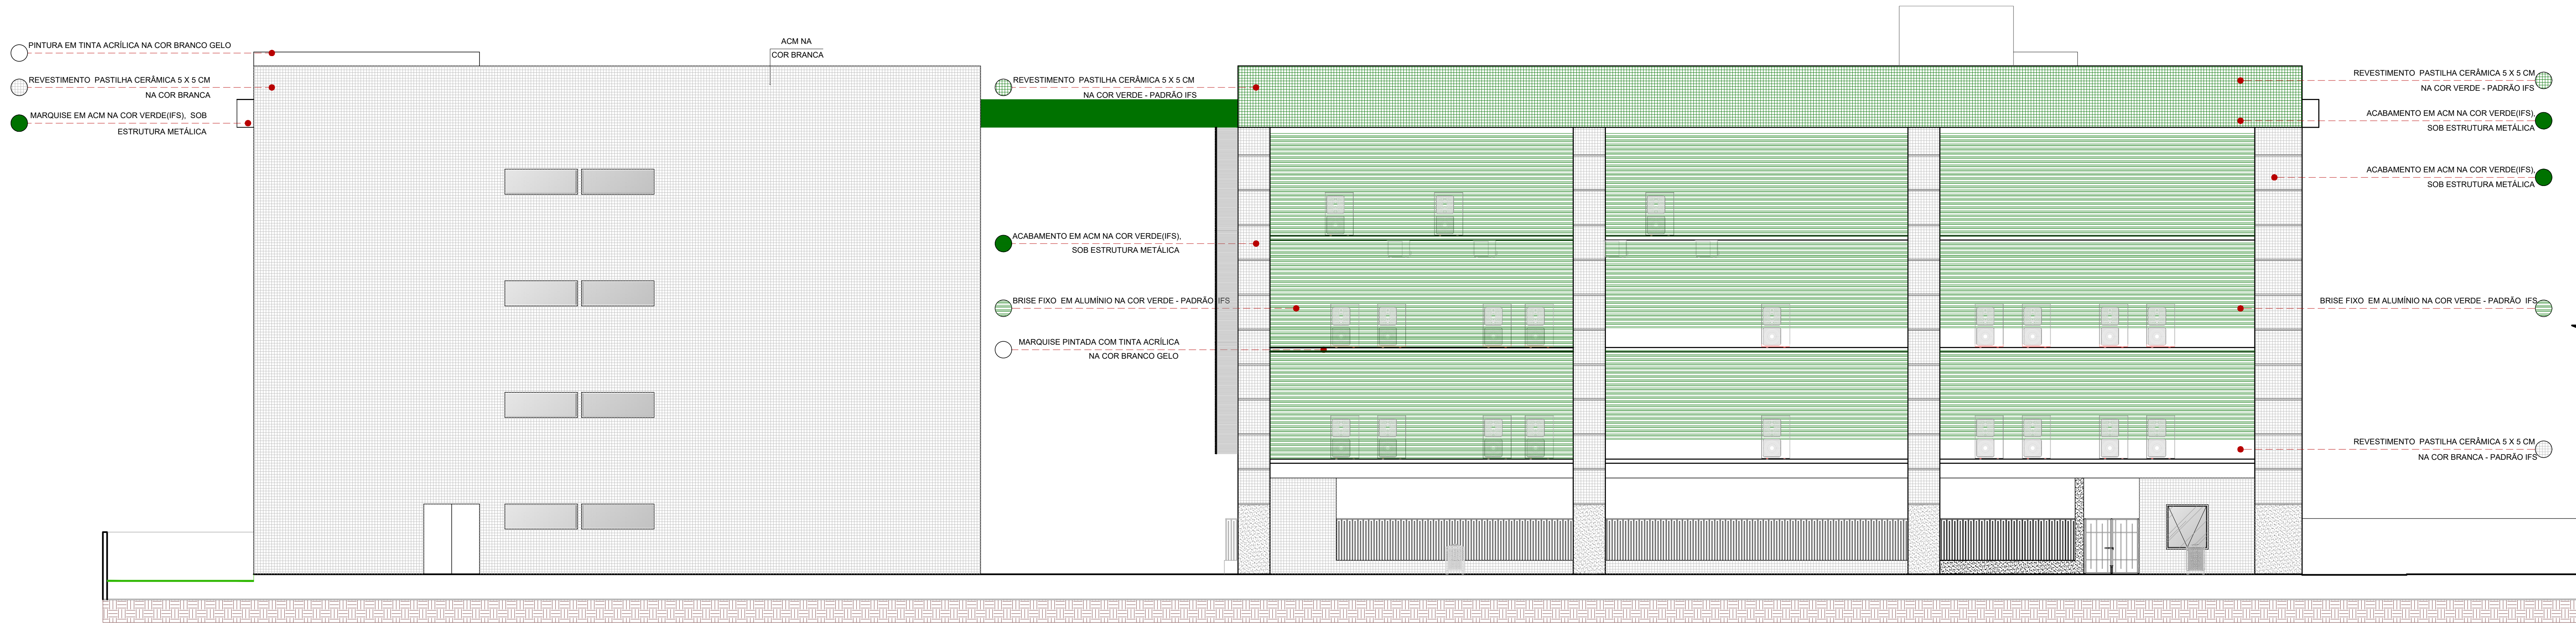 PINTURA EM TINTA ACRÍLICA NA COR BRANCO GELO
REVESTIMENTO PASTILHA CERÂMICA 5 X 5 CM
NA COR BRANCA
MARQUISE EM ACM NA COR VERDE(IFS), SOB
ESTRUTURA METÁLICA
ACM NA
COR BRANCA
REVESTIMENTO PASTILHA CERÂMICA 5 X 5 CM
NA COR VERDE - PADRÃO IFS
ACABAMENTO EM ACM NA COR VERDE(IFS),
SOB ESTRUTURA METÁLICA
BRISE FIXO EM ALUMÍNIO NA COR VERDE - PADRÃO IFS
MARQUISE PINTADA COM TINTA ACRÍLICA
NA COR BRANCO GELO
REVESTIMENTO PASTILHA CERÂMICA 5 X 5 CM
NA COR VERDE - PADRÃO IFS
ACABAMENTO EM ACM NA COR VERDE(IFS),
SOB ESTRUTURA METÁLICA
ACABAMENTO EM ACM NA COR VERDE(IFS),
SOB ESTRUTURA METÁLICA
BRISE FIXO EM ALUMÍNIO NA COR VERDE - PADRÃO IFS
REVESTIMENTO PASTILHA CERÂMICA 5 X 5 CM
NA COR BRANCA - PADRÃO IFS